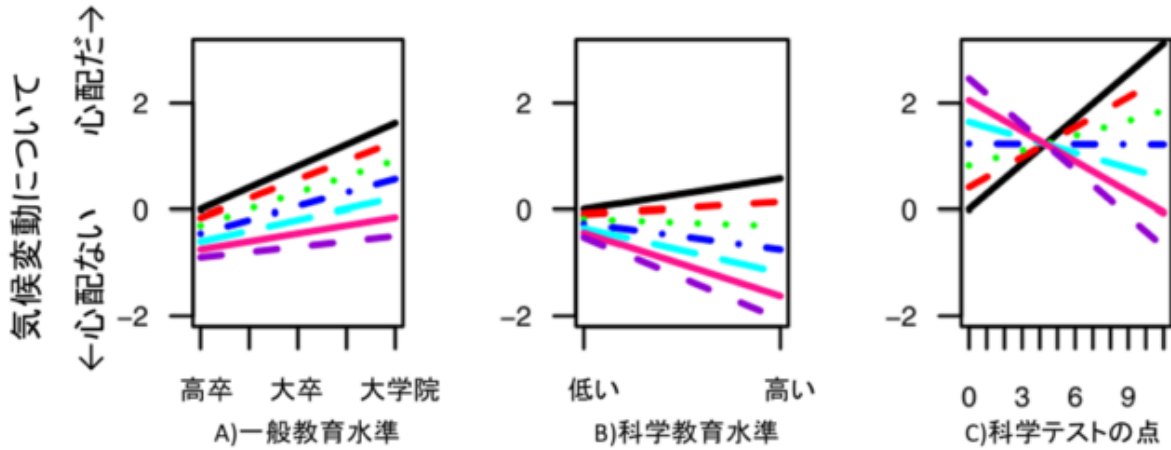 気候変動について
←心配ない 心配だ→
2
0
−2
高卒 大卒 大学院
A)一般教育水準
2
0
−2
低い 高い
B)科学教育水準
2
0
−2
0 3 6 9
C)科学テストの点